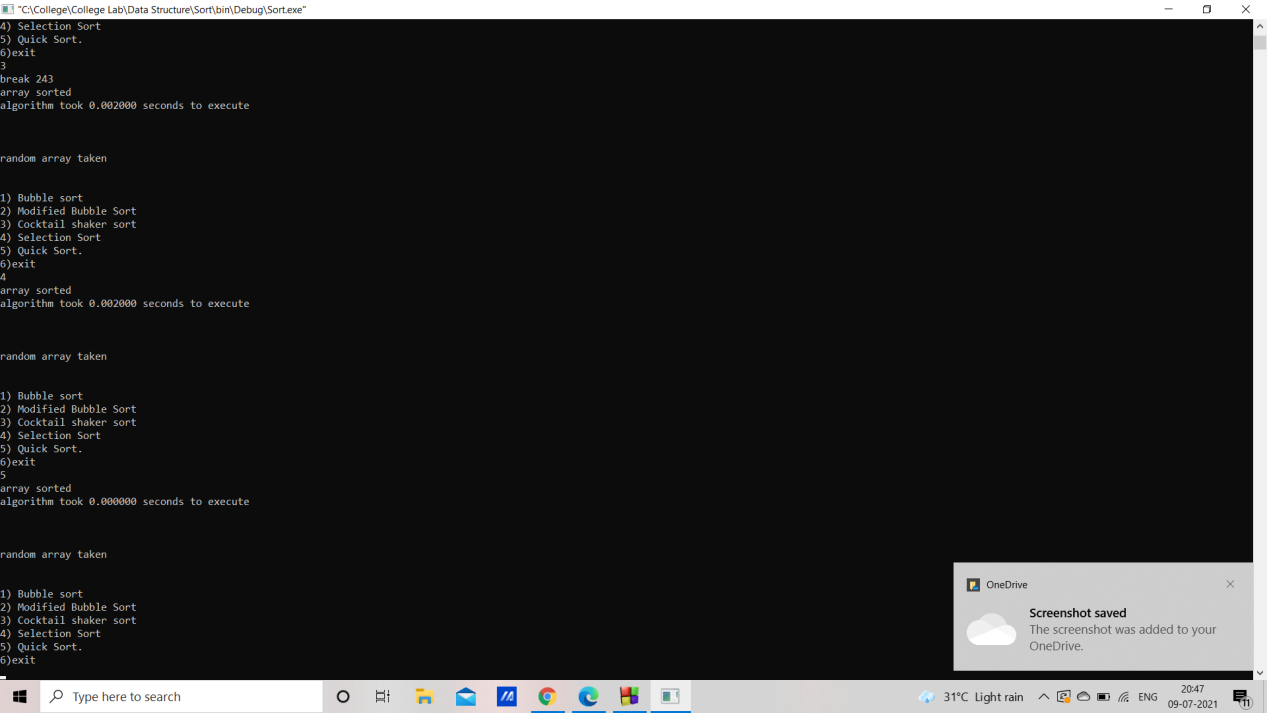 "C:\College\College Lab\Data Structure\Sort\bin\Debug\Sort.exe"
4) Selection Sort
5) Quick Sort.
6)exit
3
break 243
array sorted
algorithm took 0.002000 seconds to execute
random array taken
1) Bubble sort
2) Modified Bubble Sort
3) Cocktail shaker sort
4) Selection Sort
5) Quick Sort.
6)exit
4
array sorted
algorithm took 0.002000 seconds to execute
random array taken
1) Bubble sort
2) Modified Bubble Sort
3) Cocktail shaker sort
4) Selection Sort
5) Quick Sort.
6)exit
5
array sorted
algorithm took 0.000000 seconds to execute
random array taken
1) Bubble sort
2) Modified Bubble Sort
3) Cocktail shaker sort
4) Selection Sort
5) Quick Sort.
6)exit
OneDrive
Screenshot saved
The screenshot was added to your
OneDrive.
Type here to search
31°C Light rain
ENG
20:47
09-07-2021
11